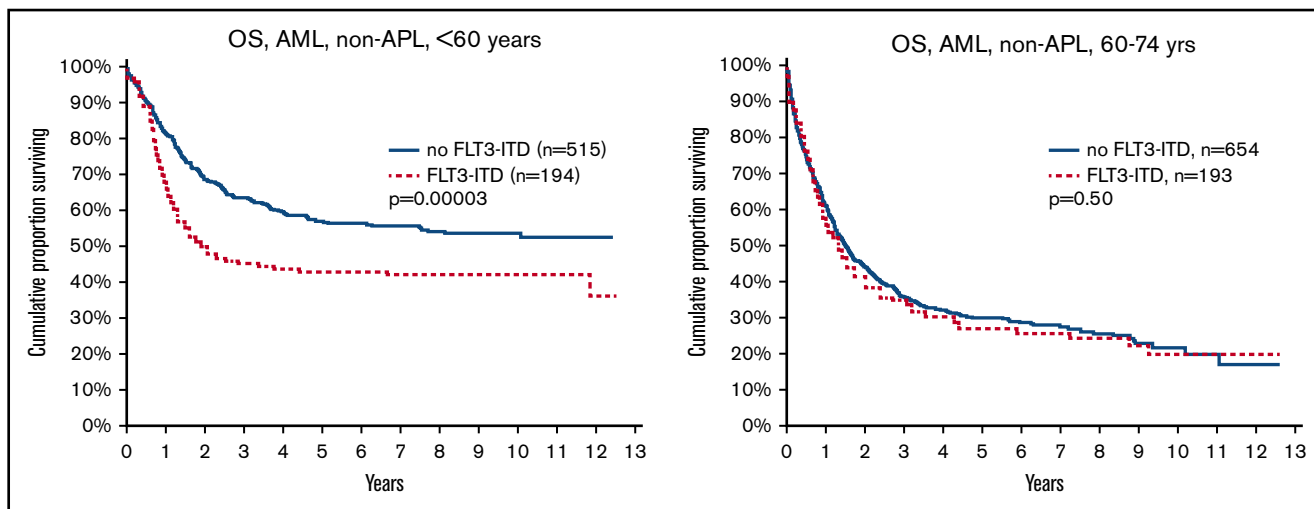 OS, AML, non-APL, <60 years
100%
90%
80%
70%
60%
50%
40%
30%
20%
10%
0%
Cumulative proportion surviving
no FLT3-ITD (n=515)
FLT3-ITD (n=194)
p=0.00003
0 1 2 3 4 5 6 7 8 9 10 11 12 13
Years
OS, AML, non-APL, 60-74 yrs
100%
90%
80%
70%
60%
50%
40%
30%
20%
10%
0%
Cumulative proportion surviving
no FLT3-ITD, n=654
FLT3-ITD, n=193
p=0.50
0 1 2 3 4 5 6 7 8 9 10 11 12 13
Years